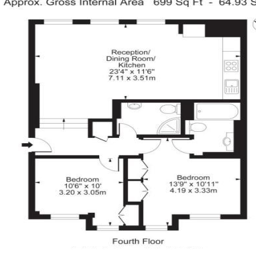 Approx. Gross Internal Area 699 Sq Ft - 64.93 S
Reception/
Dining Room/
Kitchen
23'4" x 11'6"
7.11 x 3.51m
Bedroom
10'6" x 10'
3.20 x 3.05m
Bedroom
13'9" x 10'11"
4.19 x 3.33m
Fourth Floor